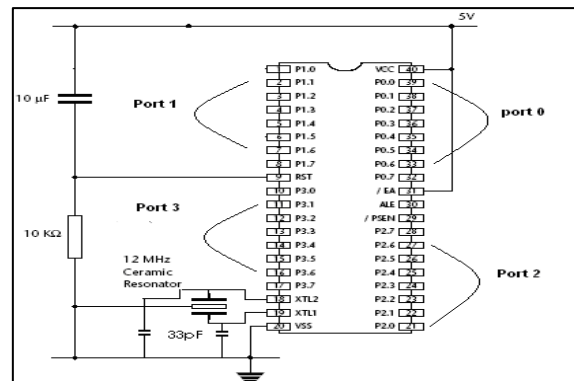 5V
P1.0 VCC 40
2 P1.1 P0.0 39
3 P1.2 P0.1 38
4 P1.3 P0.2 37
5 P1.4 P0.3 36
6 P1.5 P0.4 35
7 P1.6 P0.5 34
8 P1.7 P0.6 33
9 RST P0.7 32
10 P3.0 / EA 31
11 P3.1 ALE 30
12 P3.2 / PSEN 29
13 P3.3 P2.7 28
14 P3.4 P2.6 27
15 P3.5 P2.5 26
16 P3.6 P2.4 25
17 P3.7 P2.3 24
18 XTL2 P2.2 23
19 XTL1 P2.1 22
20 VSS P2.0 21
10 µF
Port 1
port 0
Port 3
10 KΩ
12 MHz
Ceramic
Resonator
Port 2
33pF